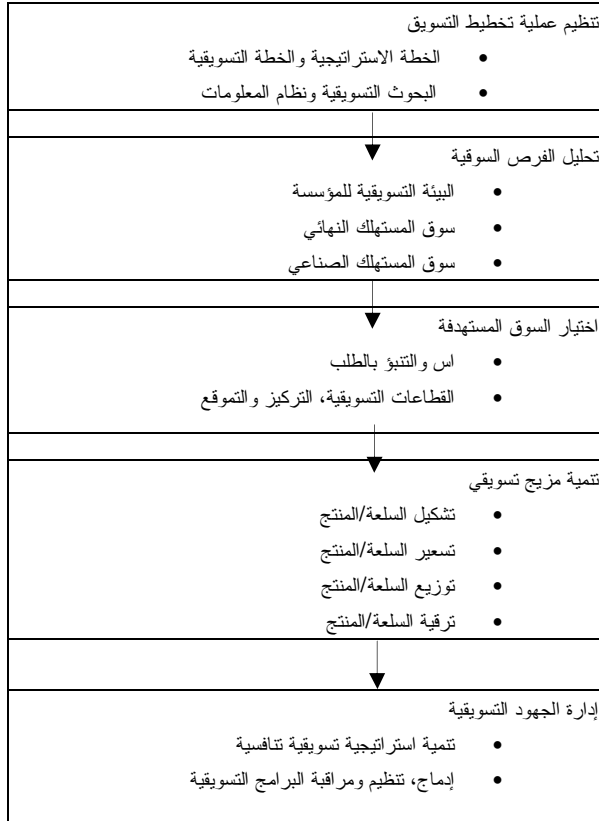 تنظيم عملية تخطيط التسويق
• الخطة الاستراتيجية والخطة التسويقية
• البحوث التسويقية ونظام المعلومات
تحليل الفرص السوقية
• البيئة التسويقية للمؤسسة
• سوق المستهلك النهائي
• سوق المستهلك الصناعي
اختيار السوق المستهدفة
• اس والتنبؤ بالطلب
• القطاعات التسويقية، التركيز والتموقع
تنمية مزيج تسويقي
• تشكيل السلعة/المنتج
• تسعير السلعة/المنتج
• توزيع السلعة/المنتج
• ترقية السلعة/المنتج
إدارة الجهود التسويقية
• تنمية استراتيجية تسويقية تنافسية
• إدماج، تنظيم ومراقبة البرامج التسويقية